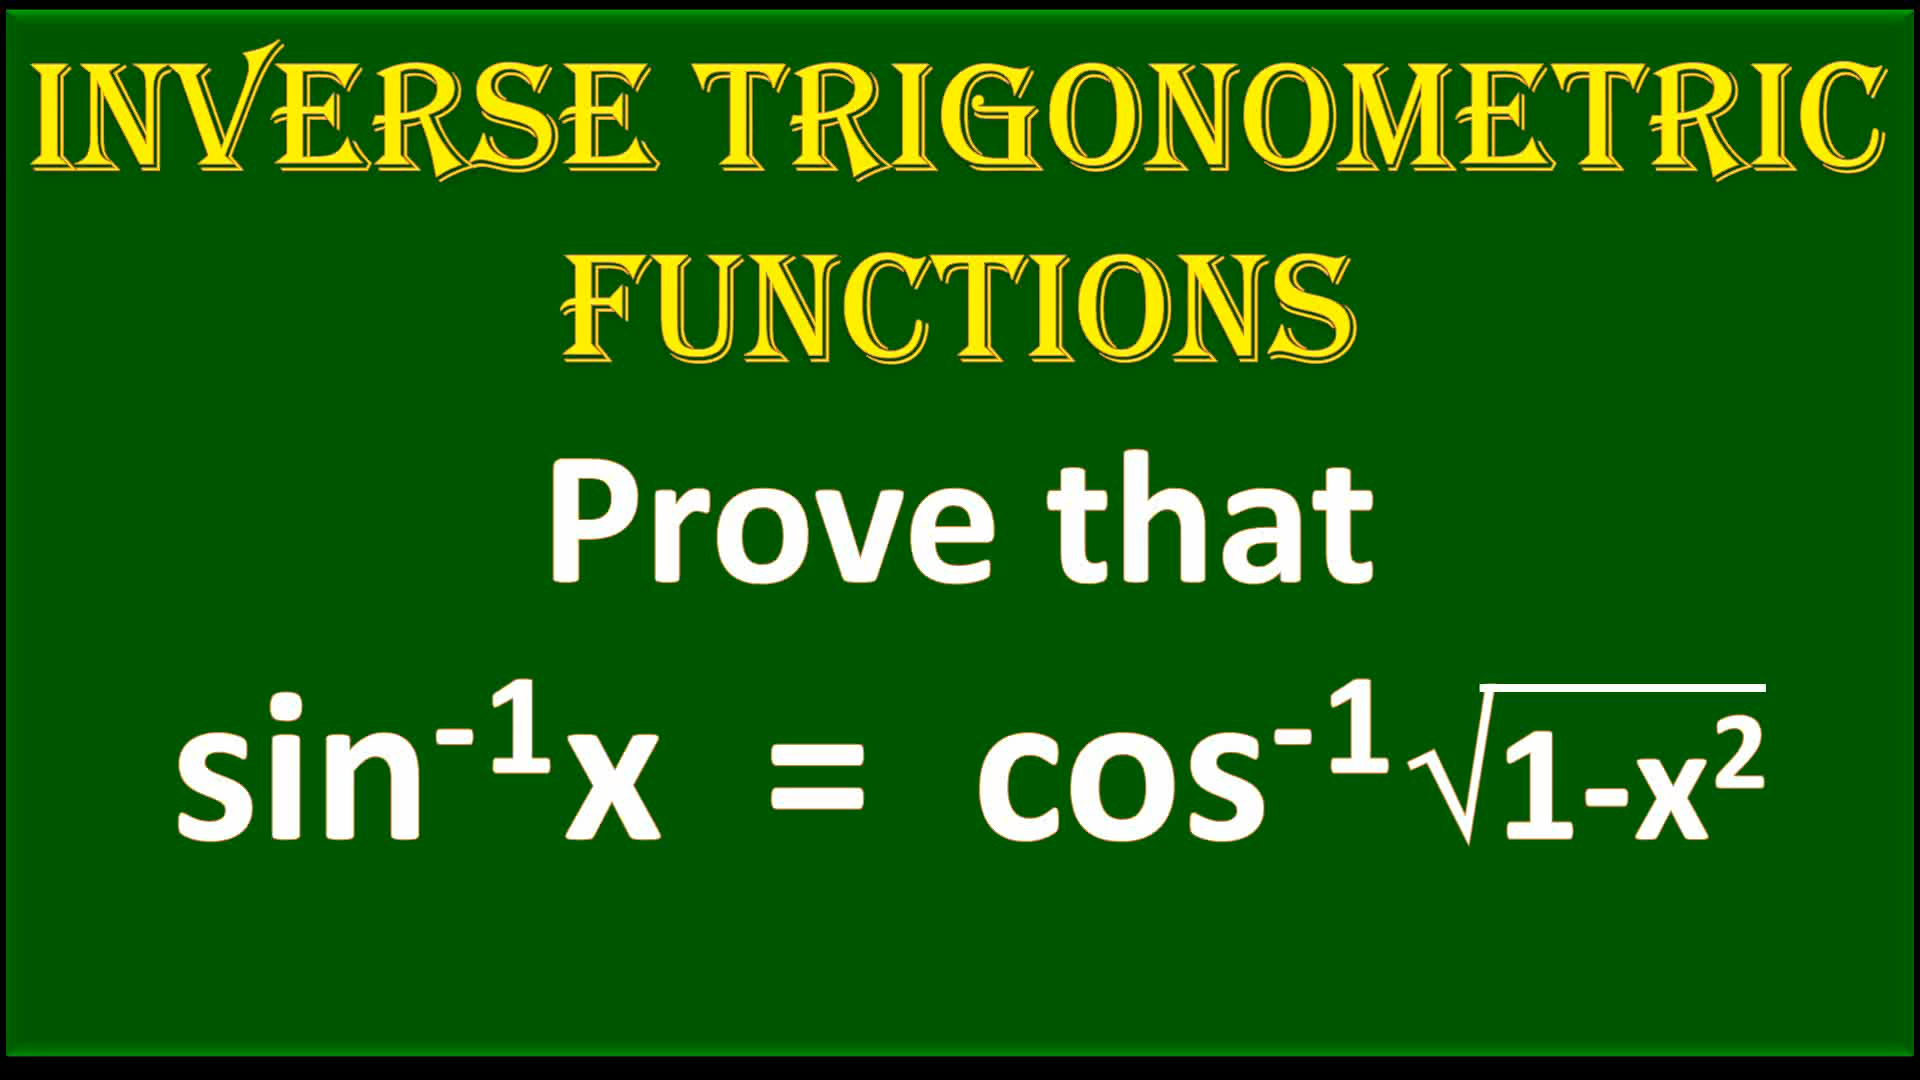 INVERSE TRIGONOMETRIC
FUNCTIONS
Prove that
sin⁻¹x = cos⁻¹√1-x²